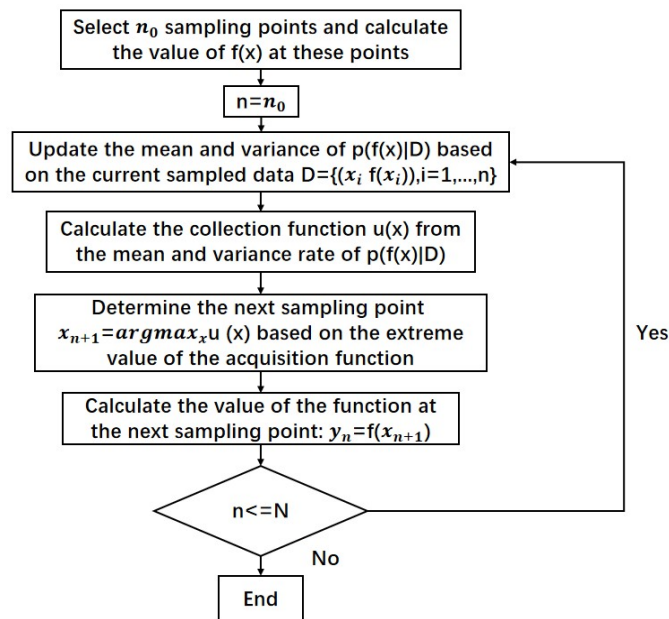 Select n₀ sampling points and calculate
the value of f(x) at these points
n=n₀
Update the mean and variance of p(f(x)|D) based
on the current sampled data D={(xᵢ f(xᵢ)),i=1,...,n}
Calculate the collection function u(x) from
the mean and variance rate of p(f(x)|D)
Determine the next sampling point
xₙ₊₁=argmaxₓu (x) based on the extreme
value of the acquisition function
Yes
Calculate the value of the function at
the next sampling point: yₙ=f(xₙ₊₁)
n<=N
No
End